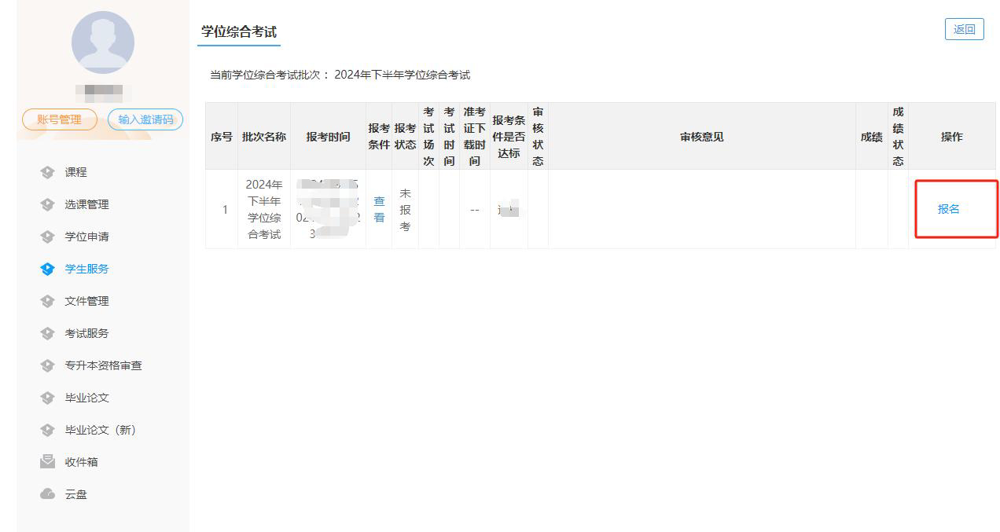 学位综合考试
返回
当前学位综合考试批次： 2024年下半年学位综合考试
账号管理
输入邀请码
课程
选课管理
学位申请
学生服务
文件管理
考试服务
专升本资格审查
毕业论文
毕业论文（新）
收件箱
云盘
序号
批次名称
报考时间
报考
条件
报考
状态
考
试
场
次
考
试
时
间
准考
证下
载时
间
报考条
件是否
达标
审
核
状
态
审核意见
成绩
成
绩
状
态
操作
1
2024年
下半年
学位综
合考试
查
看
未
报
考
--
报名